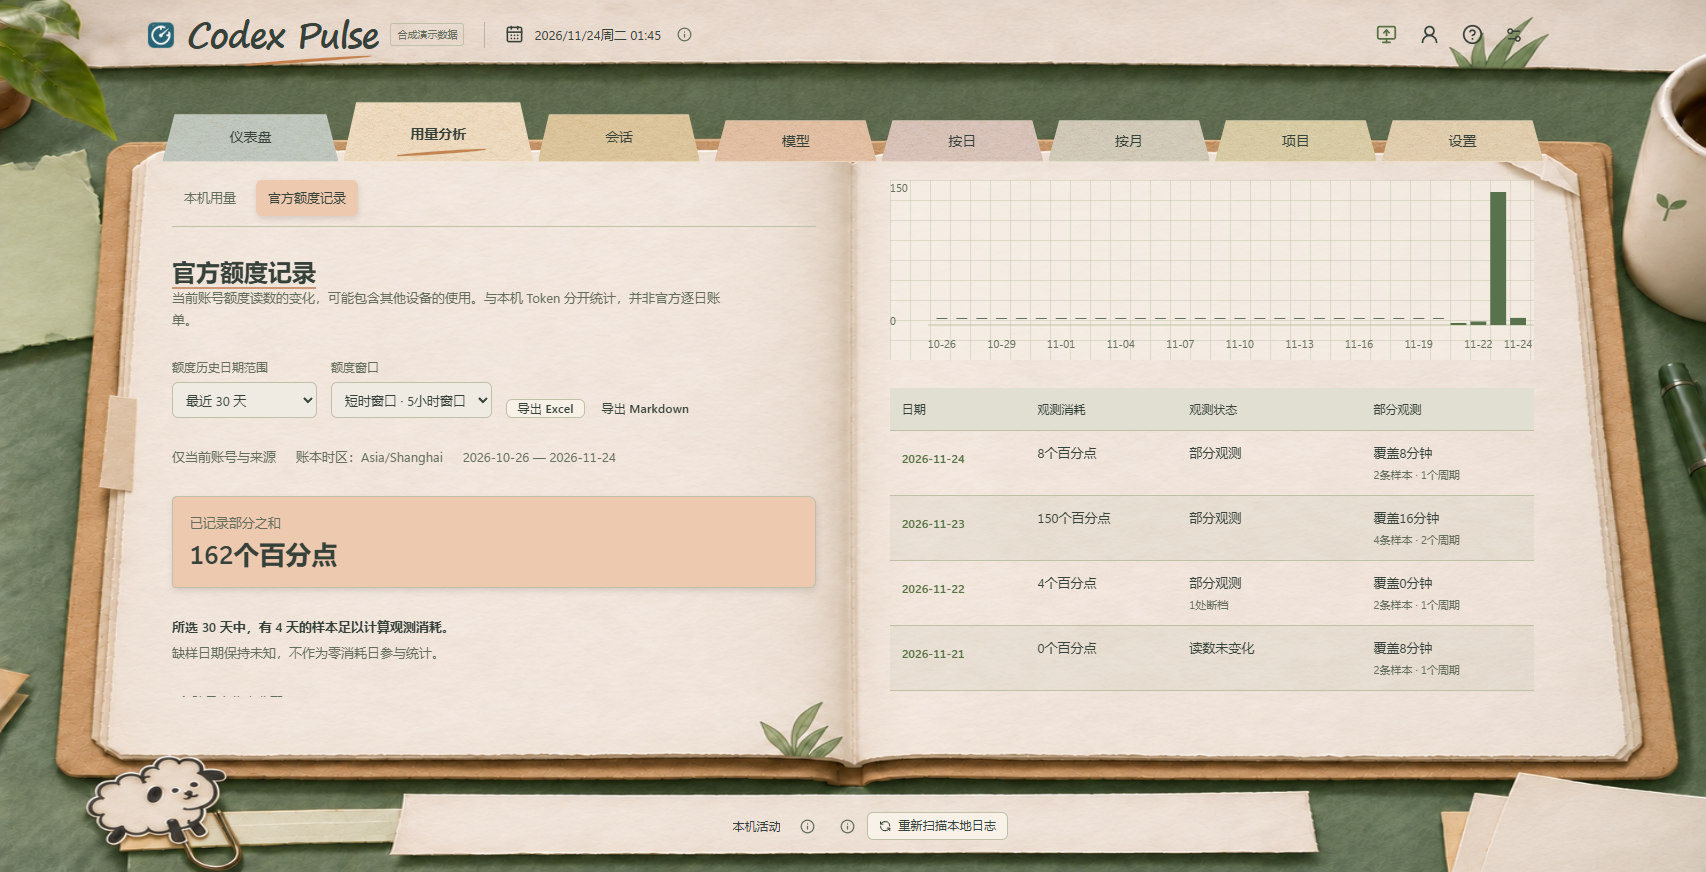 Codex Pulse
合成演示数据
2026/11/24周二 01:45
仪表盘
用量分析
会话
模型
按日
按月
项目
设置
本机用量
官方额度记录
官方额度记录
当前账号额度读数的变化，可能包含其他设备的使用。与本机 Token 分开统计，并非官方逐日账
单。
额度历史日期范围
额度窗口
最近 30 天
短时窗口 · 5小时窗口
导出 Excel
导出 Markdown
仅当前账号与来源
账本时区：Asia/Shanghai
2026-10-26 — 2026-11-24
已记录部分之和
162个百分点
所选 30 天中，有 4 天的样本足以计算观测消耗。
缺样日期保持未知，不作为零消耗日参与统计。
150
0
10-26
10-29
11-01
11-04
11-07
11-10
11-13
11-16
11-19
11-22
11-24
日期
观测消耗
观测状态
部分观测
2026-11-24
8个百分点
部分观测
覆盖8分钟
2条样本 · 1个周期
2026-11-23
150个百分点
部分观测
覆盖16分钟
4条样本 · 2个周期
2026-11-22
4个百分点
部分观测
1处断档
覆盖0分钟
2条样本 · 1个周期
2026-11-21
0个百分点
读数未变化
覆盖8分钟
2条样本 · 1个周期
本机活动
重新扫描本地日志